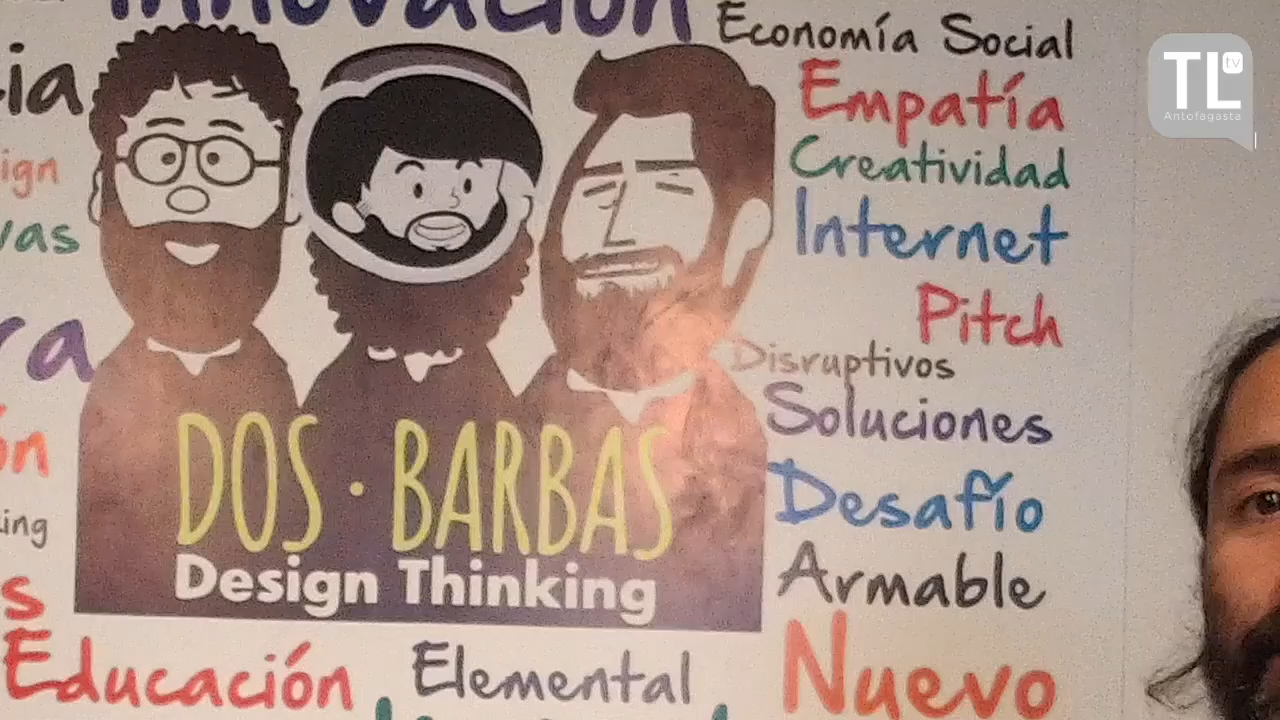 Innovación
Economía Social
Empatía
Creatividad
Internet
Pitch
Disruptivos
Soluciones
Desafío
Armable
Nuevo
DOS · BARBAS
Design Thinking
Educación
Elemental
TL tv
Antofagasta